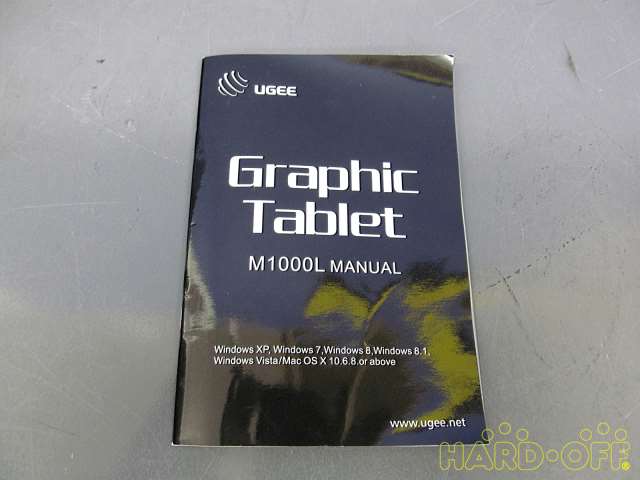 UGEE
Graphic
Tablet
M1000L MANUAL
Windows XP, Windows 7,Windows 8,Windows 8.1,
Windows Vista/Mac OS X 10.6.8.or above
www.ugee.net
HARD-OFF